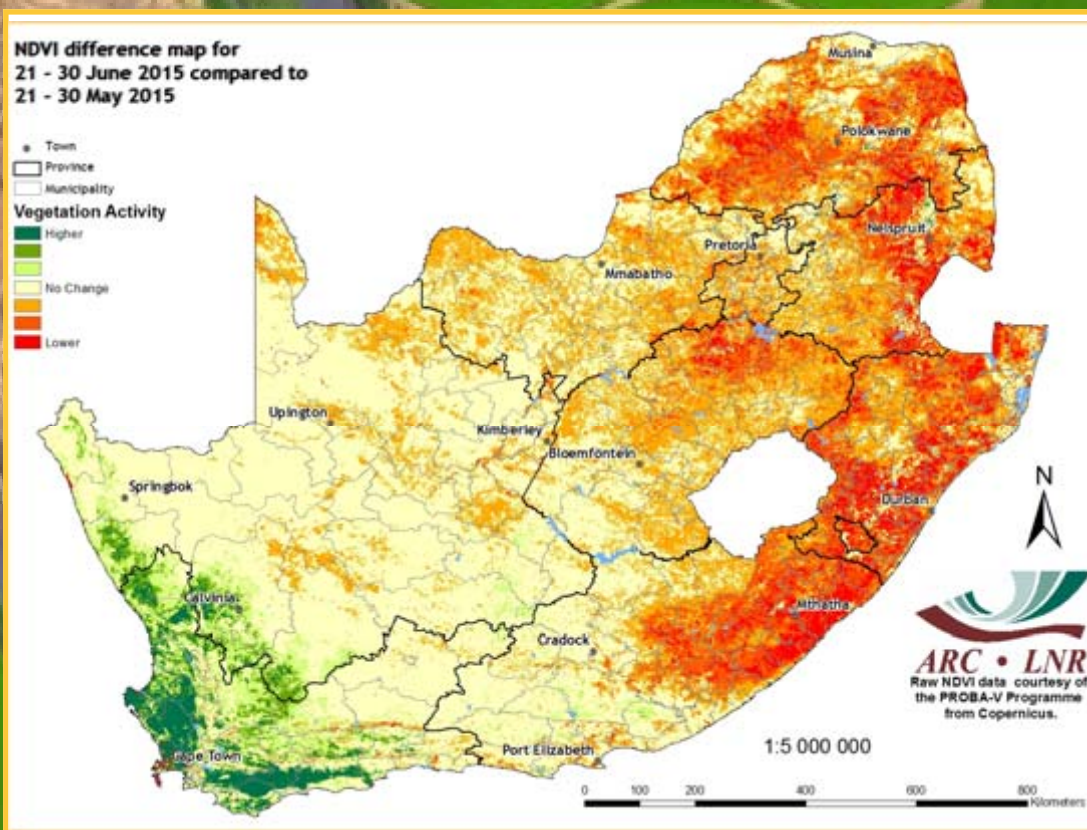 NDVI difference map for
21 - 30 June 2015 compared to
21 - 30 May 2015
Town
Province
Municipality
Vegetation Activity
Higher
No Change
Lower
Musina
Polokwane
Nelspruit
Pretoria
Mmabatho
Upington
Kimberley
Bloemfontein
Springbok
Durban
Calvinia
Mthatha
Cradock
Cape Town
Port Elizabeth
N
ARC • LNR
Raw NDVI data courtesy of
the PROBA-V Programme
from Copernicus.
1:5 000 000
0 100 200 400 600 800
Kilometers